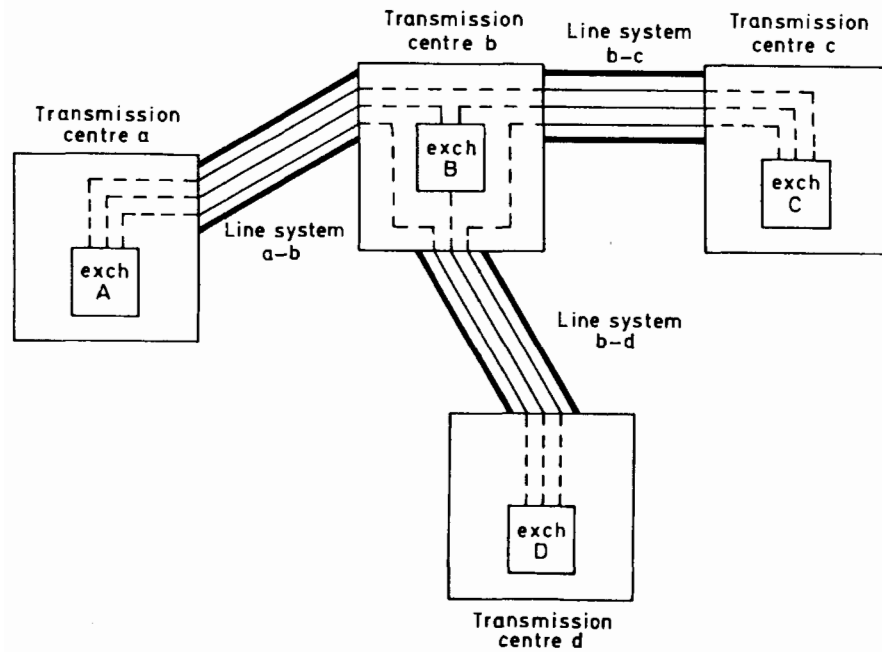 Transmission
centre b
Line system
b-c
Transmission
centre c
Transmission
centre a
exch
B
exch
C
Line system
a-b
exch
A
Line system
b-d
exch
D
Transmission
centre d